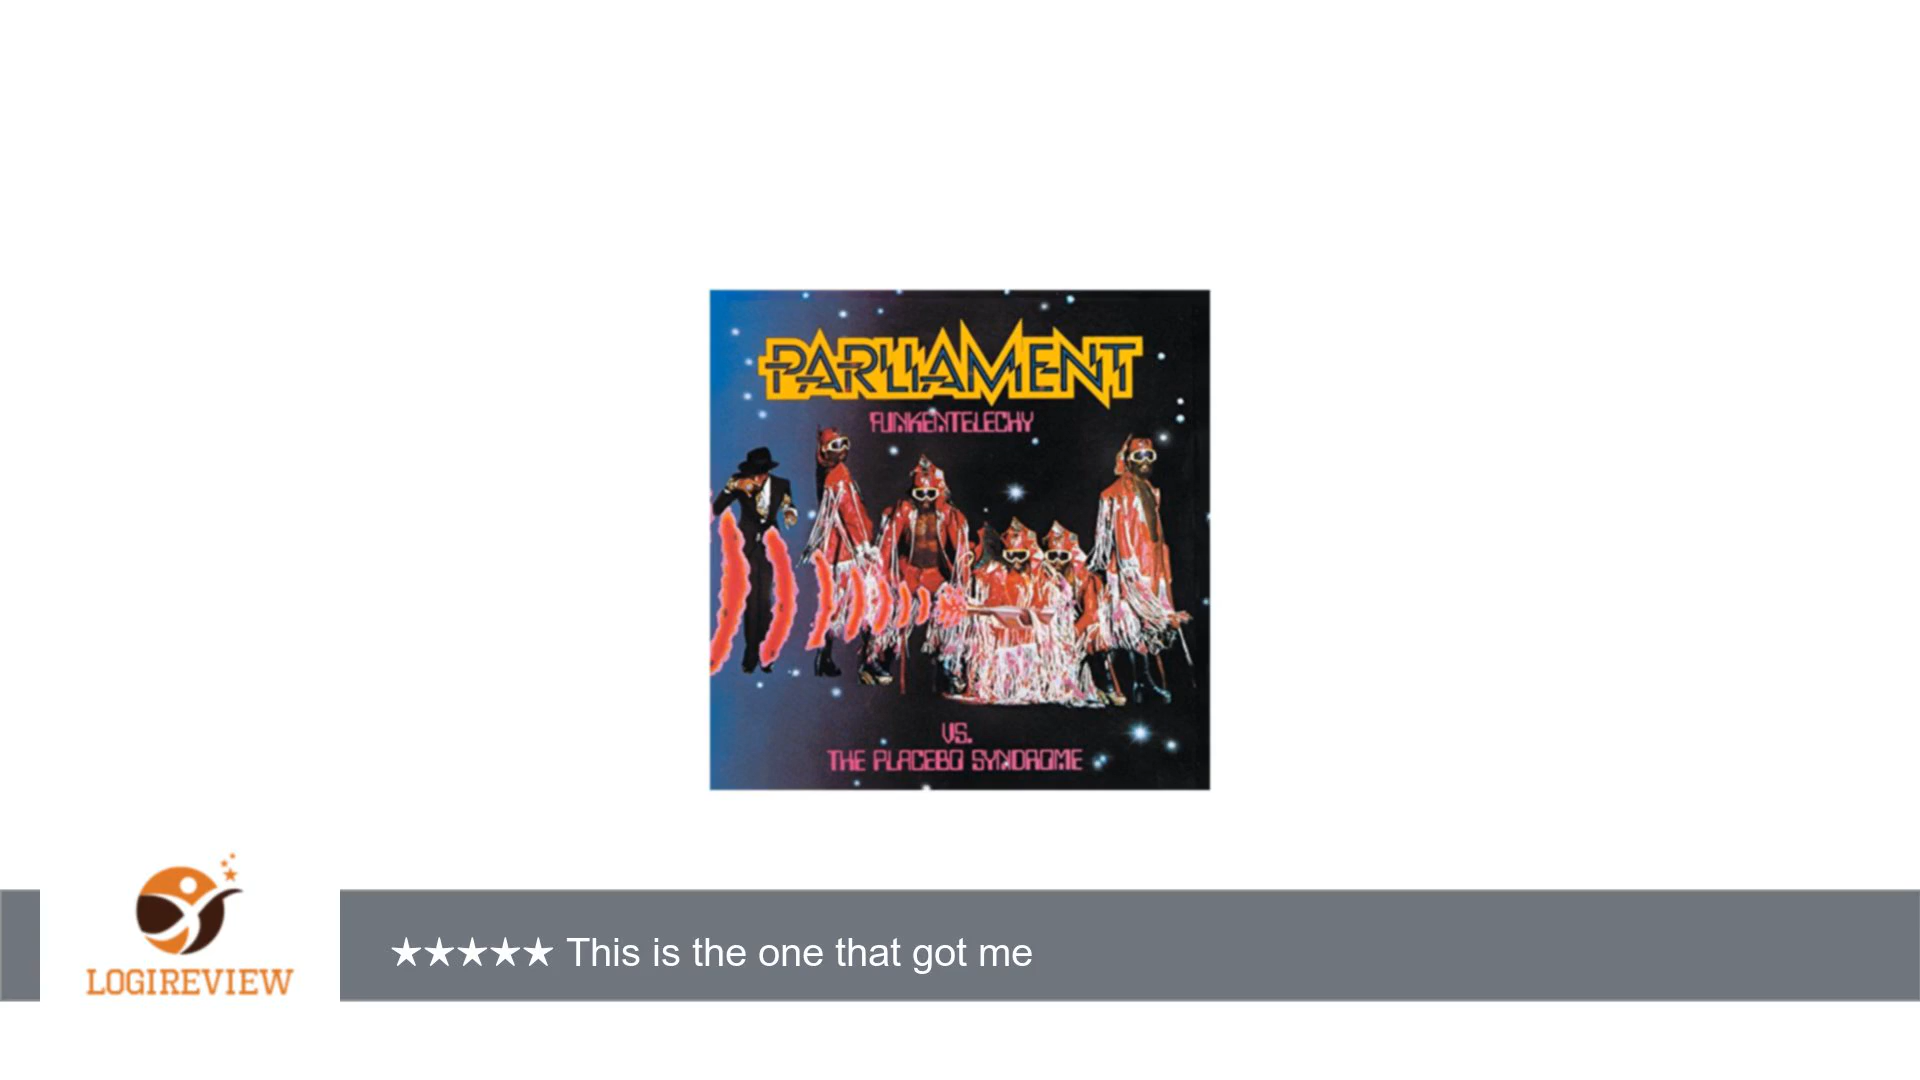 PARLIAMENT
FUNKENTELECHY
VS.
THE PLACEBO SYNDROME
LOGIREVIEW
★★★★★ This is the one that got me